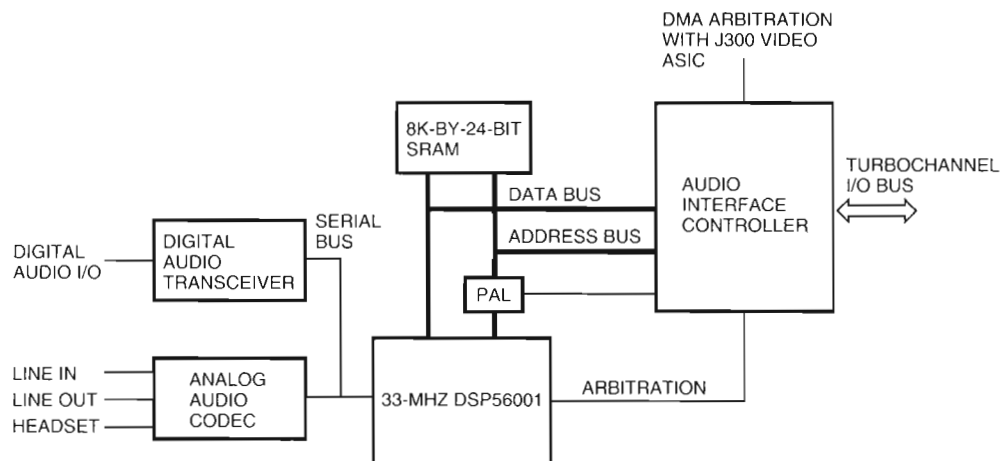 DMA ARBITRATION
WITH J300 VIDEO
ASIC
8K-BY-24-BIT
SRAM
TURBOCHANNEL
I/O BUS
AUDIO
INTERFACE
CONTROLLER
DATA BUS
ADDRESS BUS
SERIAL
BUS
DIGITAL
AUDIO I/O
DIGITAL
AUDIO
TRANSCEIVER
PAL
LINE IN
LINE OUT
HEADSET
ANALOG
AUDIO
CODEC
33-MHZ DSP56001
ARBITRATION